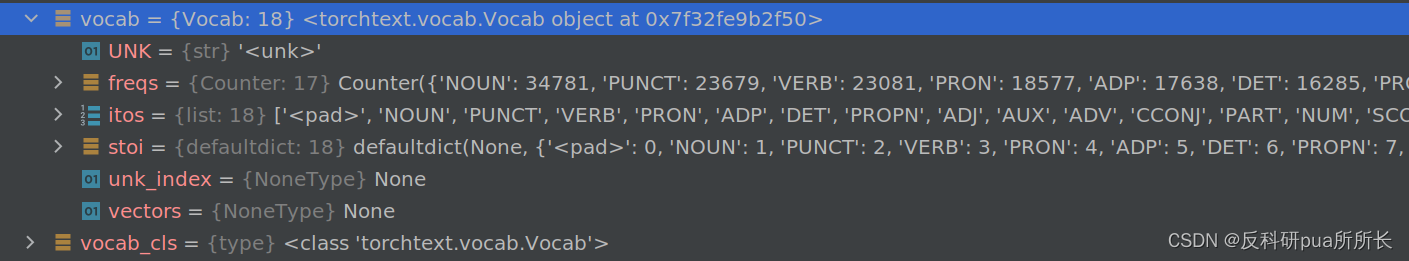 vocab = {Vocab: 18} <torchtext.vocab.Vocab object at 0x7f32fe9b2f50>
01 UNK = {str} '<unk>'
freqs = {Counter: 17} Counter({'NOUN': 34781, 'PUNCT': 23679, 'VERB': 23081, 'PRON': 18577, 'ADP': 17638, 'DET': 16285, 'PRO
itos = {list: 18} ['<pad>', 'NOUN', 'PUNCT', 'VERB', 'PRON', 'ADP', 'DET', 'PROPN', 'ADJ', 'AUX', 'ADV', 'CCONJ', 'PART', 'NUM', 'SCO
stoi = {defaultdict: 18} defaultdict(None, {'<pad>': 0, 'NOUN': 1, 'PUNCT': 2, 'VERB': 3, 'PRON': 4, 'ADP': 5, 'DET': 6, 'PROPN': 7,
01 unk_index = {NoneType} None
01 vectors = {NoneType} None
vocab_cls = {type} <class 'torchtext.vocab.Vocab'>
CSDN @反科研pua所所长